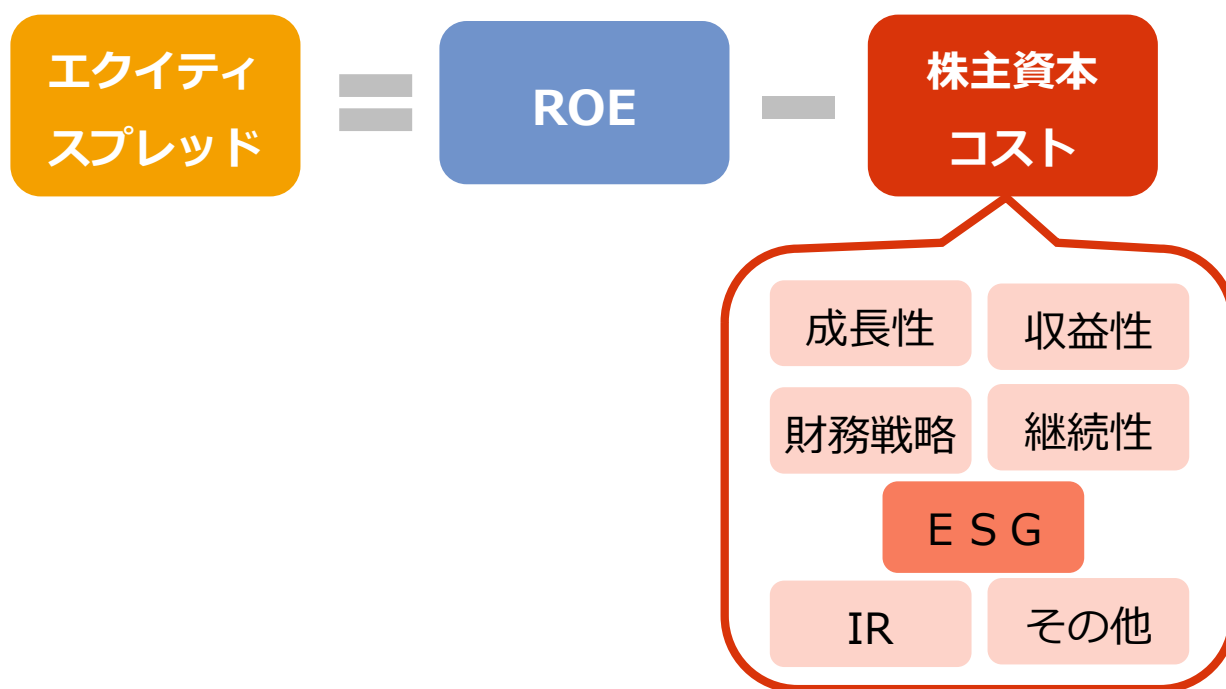 エクイティ
スプレッド
ROE
株主資本
コスト
成長性
収益性
財務戦略
継続性
ＥＳＧ
IR
その他